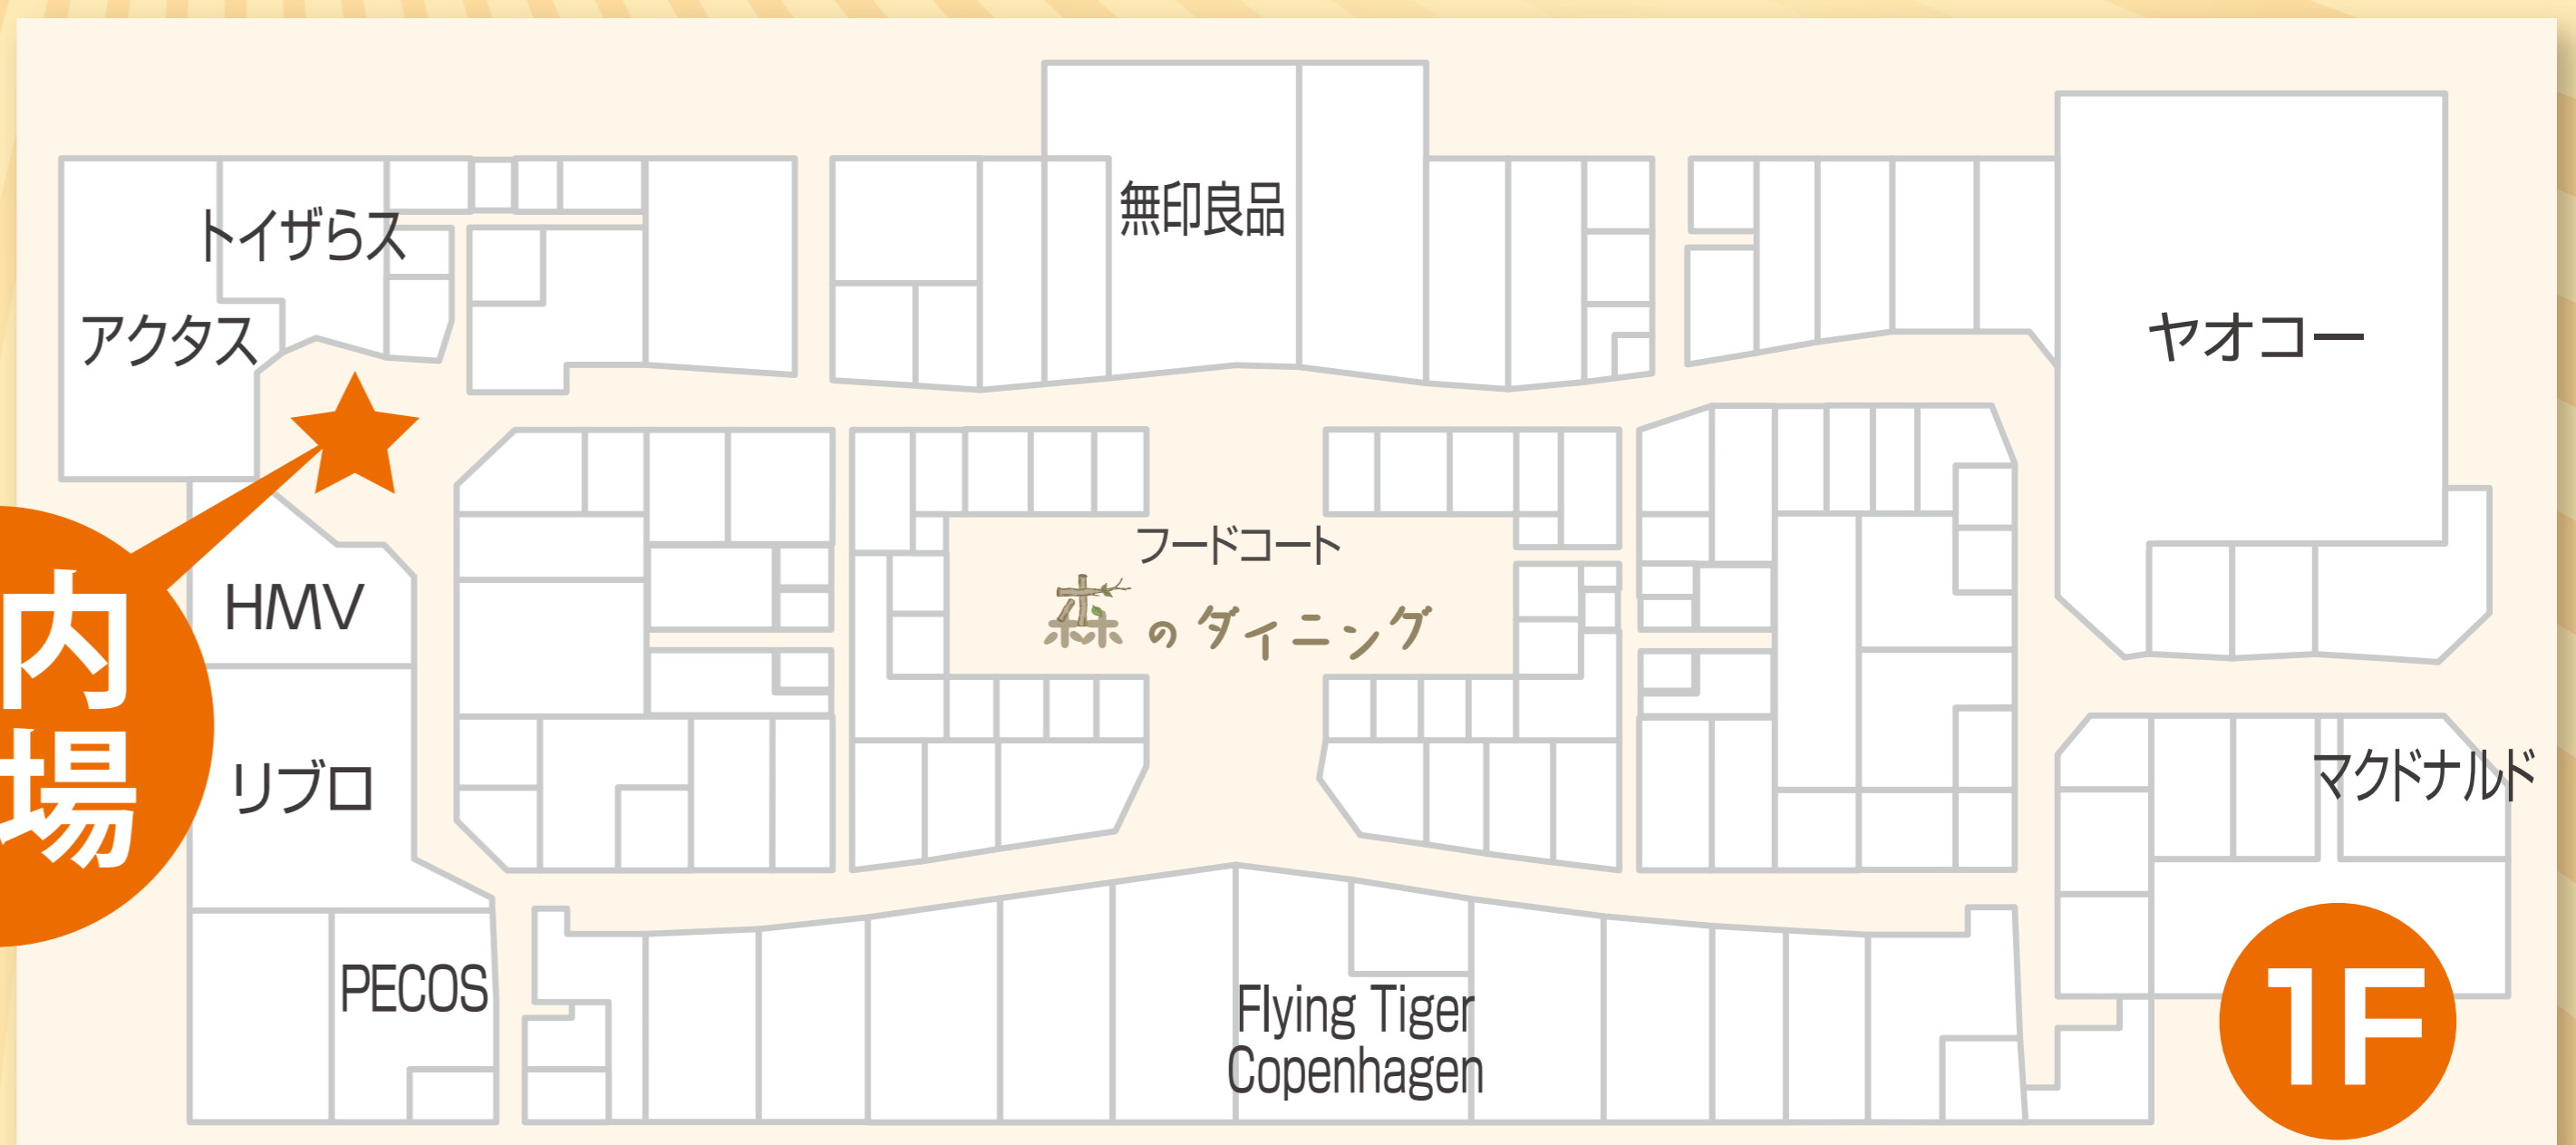 無印良品
トイザらス
アクタス
ヤオコー
フードコート
森のダイニング
HMV
内
場
リブロ
マクドナルド
PECOS
Flying Tiger
Copenhagen
1F